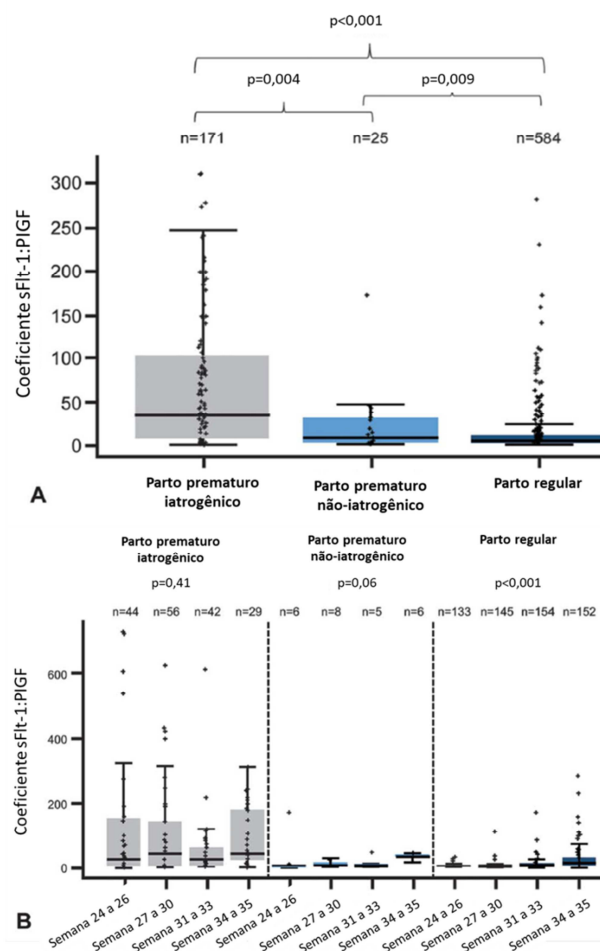 p<0,001
p=0,004
p=0,009
n=171
n=25
n=584
300
250
200
150
100
50
0
Coeficiente sFlt-1:PIGF
Parto prematuro
iatrogênico
Parto prematuro
não-iatrogênico
Parto regular
A
Parto prematuro
iatrogênico
Parto prematuro
não-iatrogênico
Parto regular
p=0,41
p=0,06
p<0,001
n=44
n=56
n=42
n=29
n=6
n=8
n=5
n=6
n=133
n=145
n=154
n=152
600
400
200
0
Coeficiente sFlt-1:PIGF
Semana 24 a 26
Semana 27 a 30
Semana 31 a 33
Semana 34 a 35
Semana 24 a 26
Semana 27 a 30
Semana 31 a 33
Semana 34 a 35
Semana 24 a 26
Semana 27 a 30
Semana 31 a 33
Semana 34 a 35
B